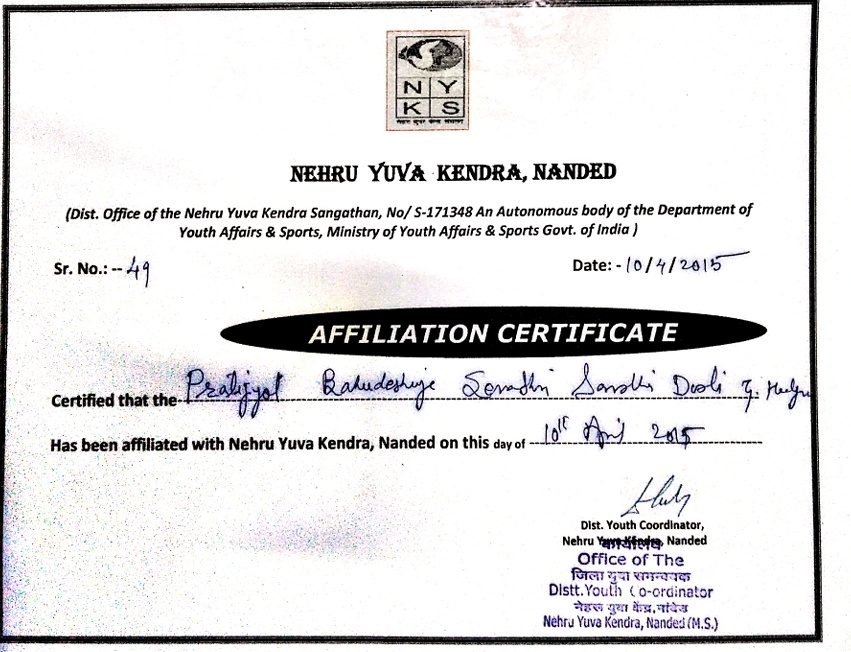 N Y
K S
नेहरू युवा केन्द्र संगठन
NEHRU YUVA KENDRA, NANDED
(Dist. Office of the Nehru Yuva Kendra Sangathan, No/ S-171348 An Autonomous body of the Department of
Youth Affairs & Sports, Ministry of Youth Affairs & Sports Govt. of India )
Sr. No.: -- 49
Date: - 10/4/2015
AFFILIATION CERTIFICATE
Certified that the- Bahudeshiye
Has been affiliated with Nehru Yuva Kendra, Nanded on this day of 10th April 2015
Dist. Youth Coordinator,
Nehru Yuva Kendra, Nanded
कार्यालय
Office of The
जिला युवा समन्वयक
Distt.Youth Co-ordinator
नेहरू युवा केंद्र,नांदेड
Nehru Yuva Kendra, Nanded (M.S.)